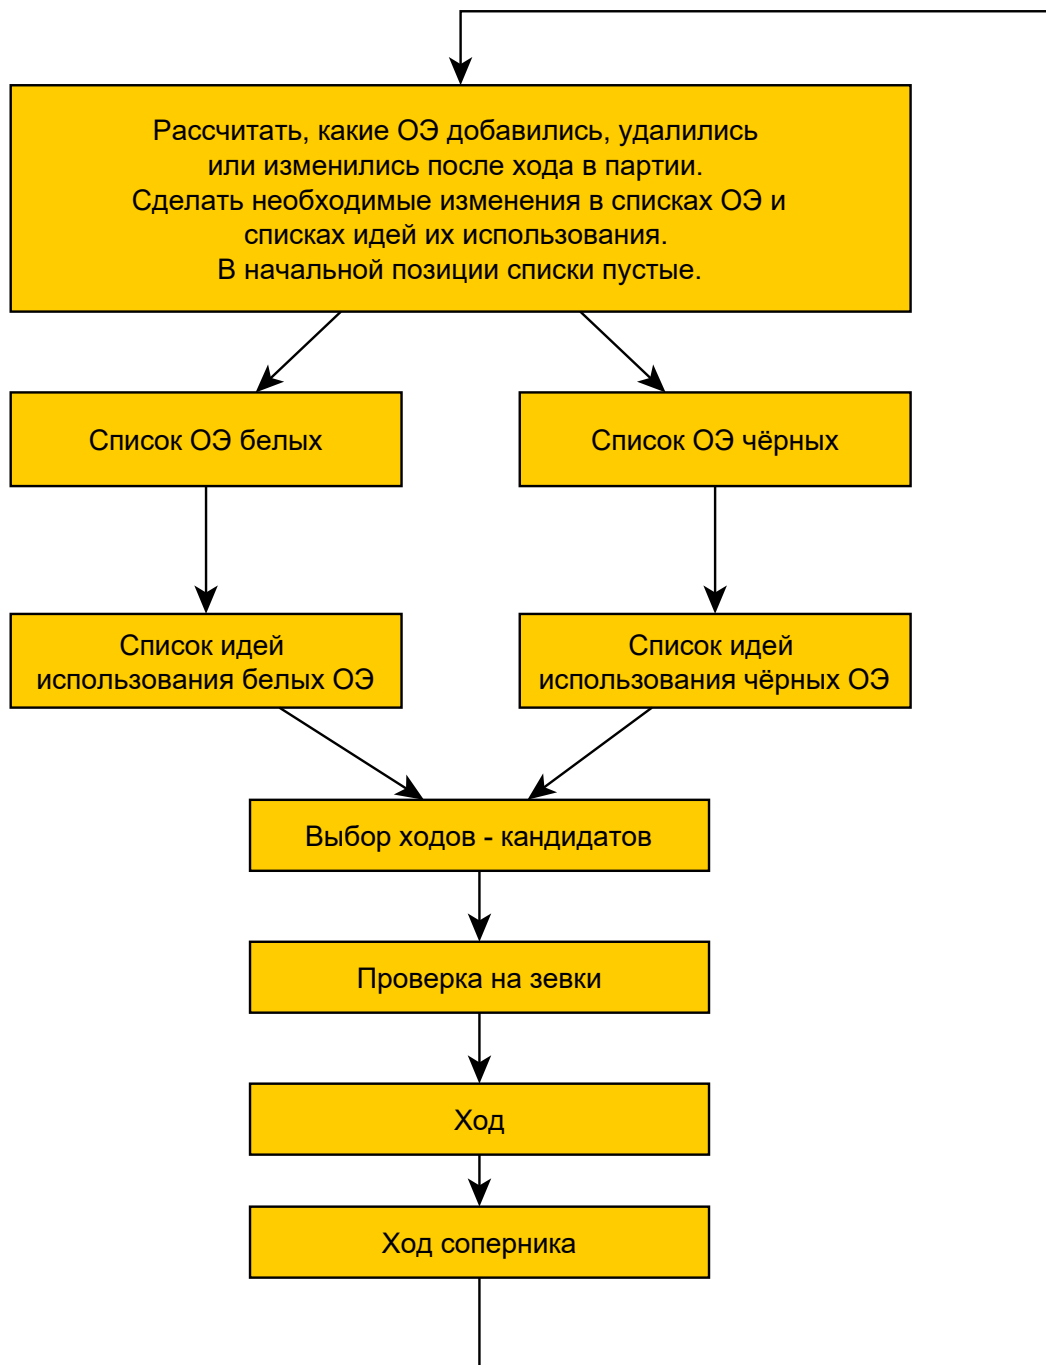 Рассчитать, какие ОЭ добавились, удалились
или изменились после хода в партии.
Сделать необходимые изменения в списках ОЭ и
списках идей их использования.
В начальной позиции списки пустые.
Список ОЭ белых
Список ОЭ чёрных
Список идей
использования белых ОЭ
Список идей
использования чёрных ОЭ
Выбор ходов - кандидатов
Проверка на зевки
Ход
Ход соперника